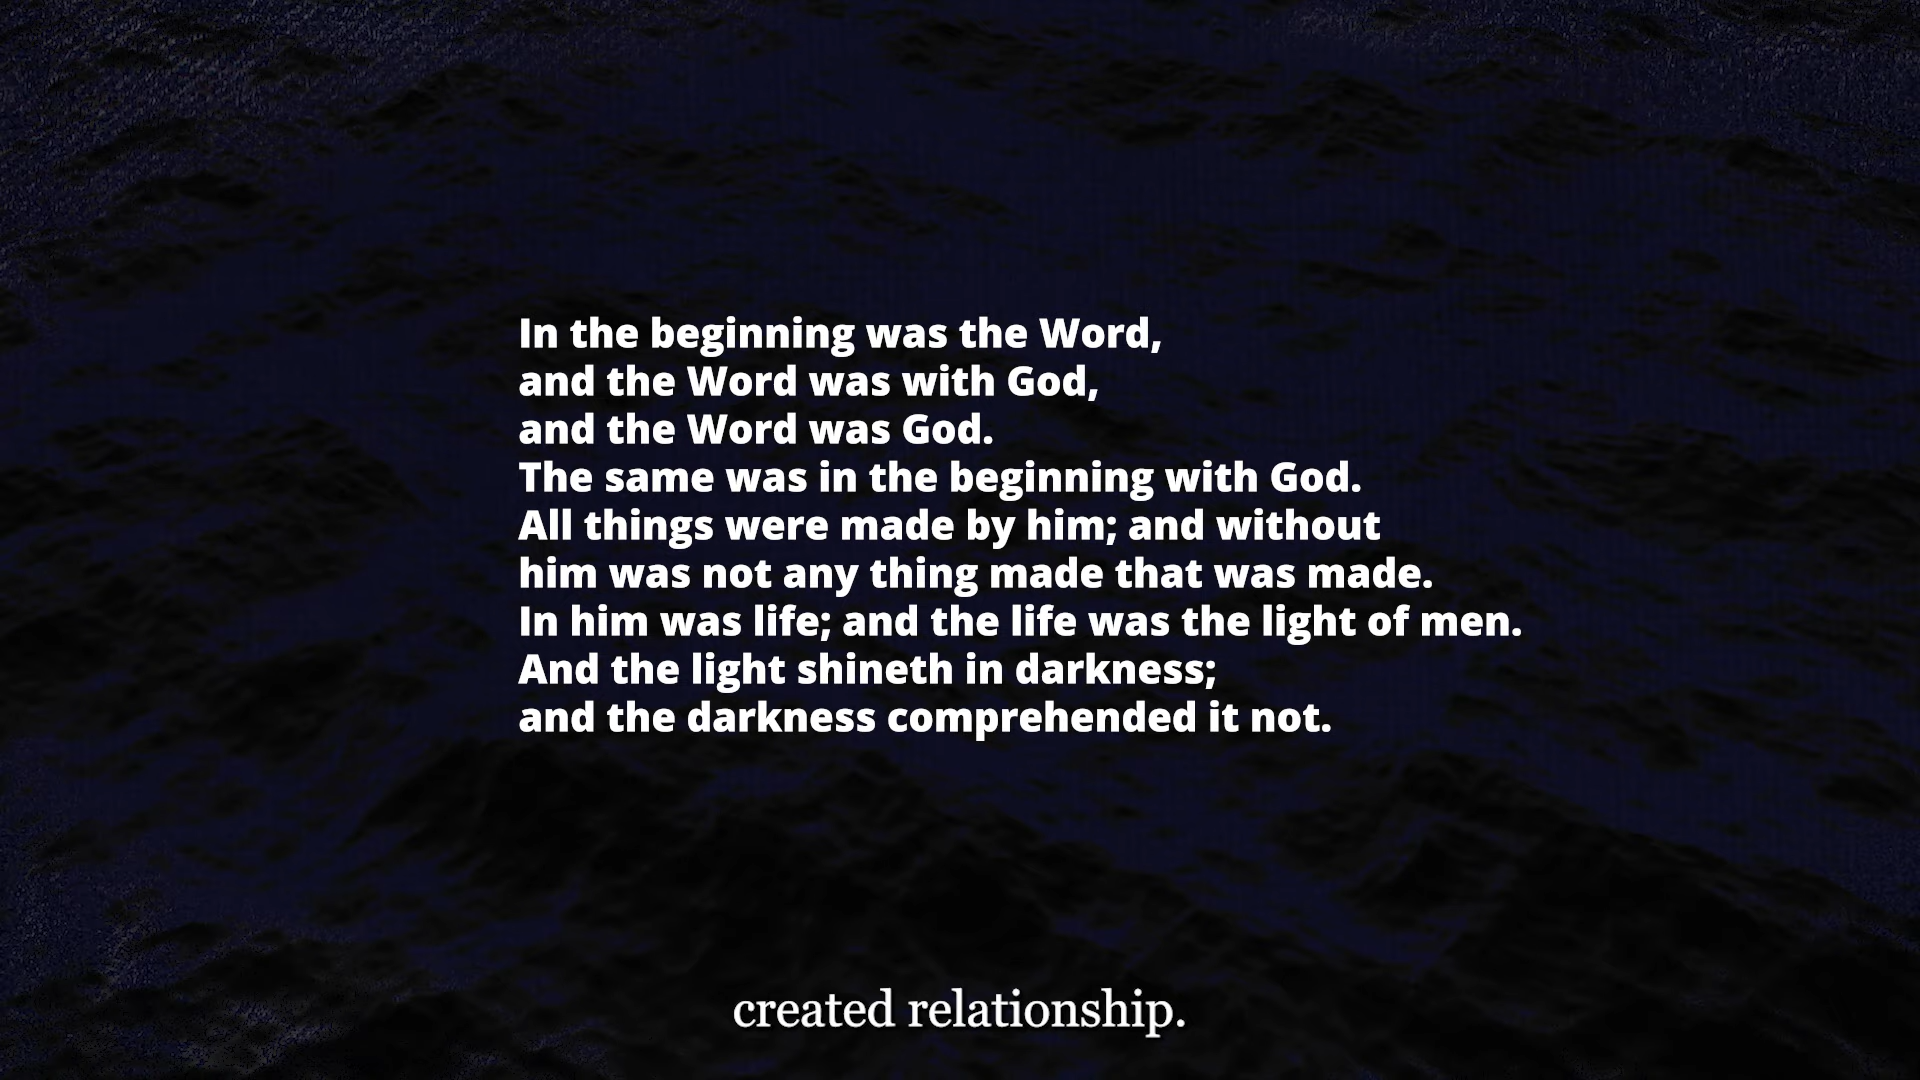 In the beginning was the Word,
and the Word was with God,
and the Word was God.
The same was in the beginning with God.
All things were made by him; and without
him was not any thing made that was made.
In him was life; and the life was the light of men.
And the light shineth in darkness;
and the darkness comprehended it not.
created relationship.